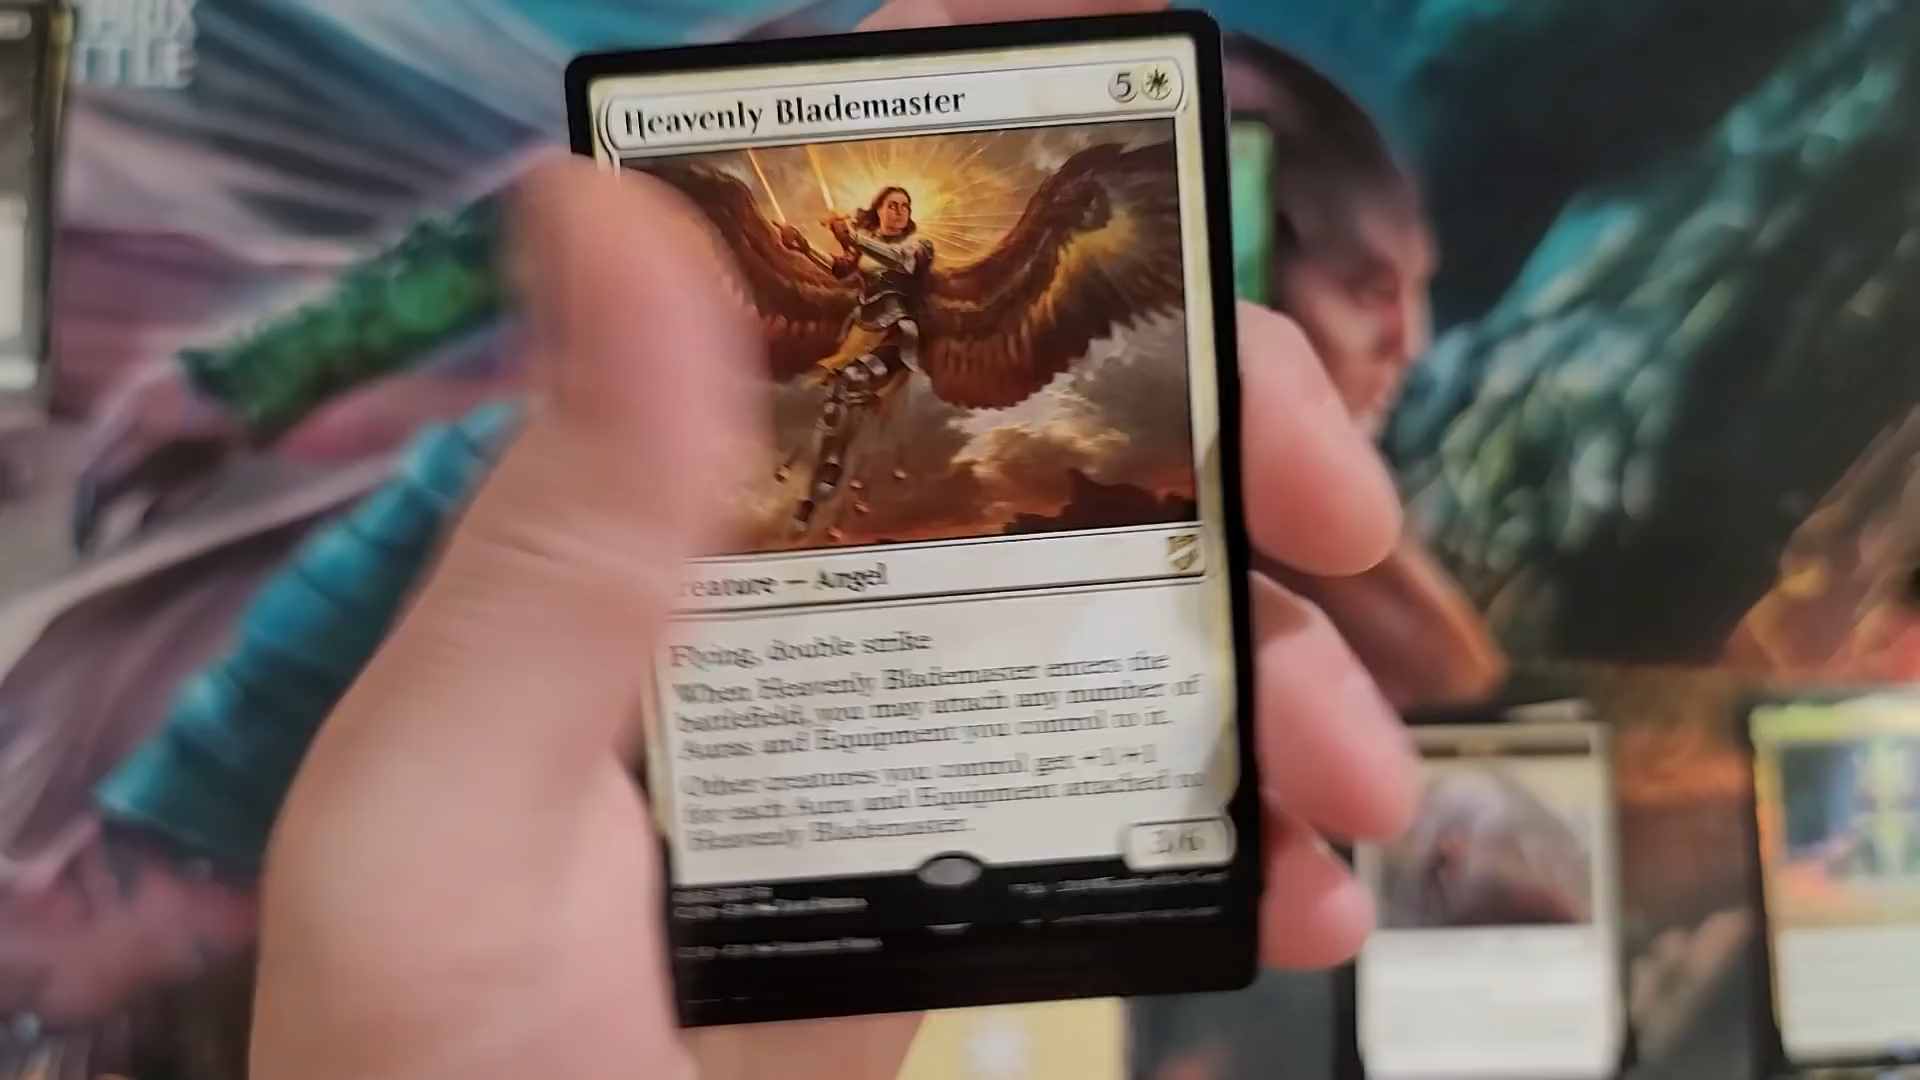 Heavenly Blademaster 5
reature — Angel
Flying, double strike
When Heavenly Blademaster enters the
battlefield, you may attach any number of
Auras and Equipment you control to it.
Other creatures you control get +1/+1
for each Aura and Equipment attached to
Heavenly Blademaster.
3/6